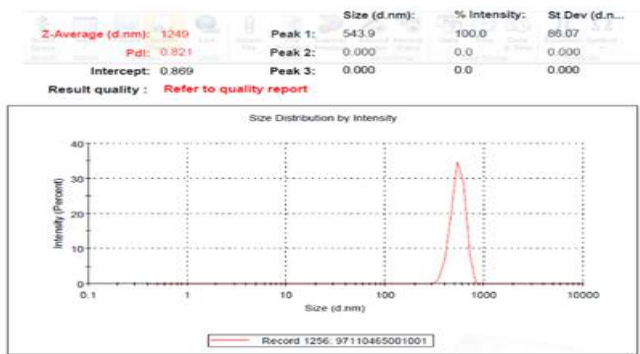 Size (d.nm): % Intensity: St Dev (d.n...
Z-Average (d.nm): 1249 Peak 1: 543.9 100.0 86.07
PdI: 0.821 Peak 2: 0.000 0.0 0.000
Intercept: 0.869 Peak 3: 0.000 0.0 0.000
Result quality : Refer to quality report
Size Distribution by Intensity
Intensity (Percent)
40
30
20
10
0
0.1 1 10 100 1000 10000
Size (d.nm)
Record 1256: 97110465001001